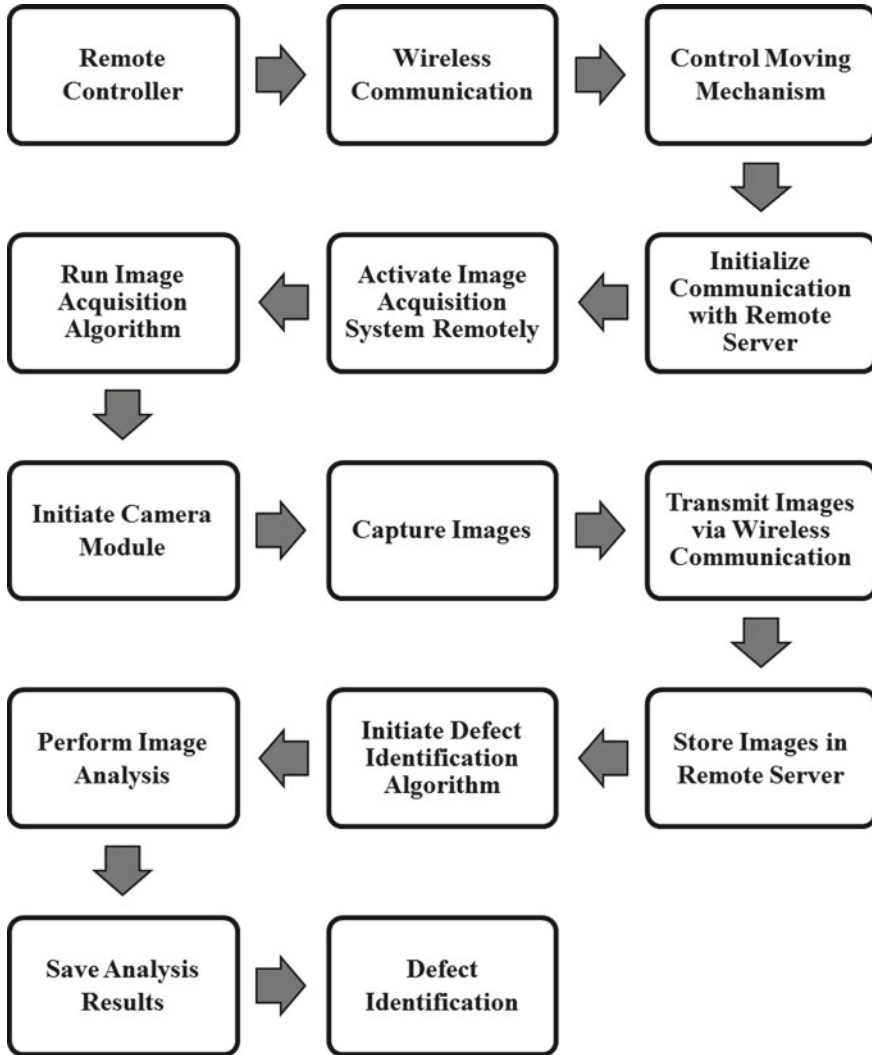 Remote
Controller
Wireless
Communication
Control Moving
Mechanism
Initialize
Communication
with Remote
Server
Activate Image
Acquisition
System Remotely
Run Image
Acquisition
Algorithm
Initiate Camera
Module
Capture Images
Transmit Images
via Wireless
Communication
Store Images in
Remote Server
Initiate Defect
Identification
Algorithm
Perform Image
Analysis
Save Analysis
Results
Defect
Identification